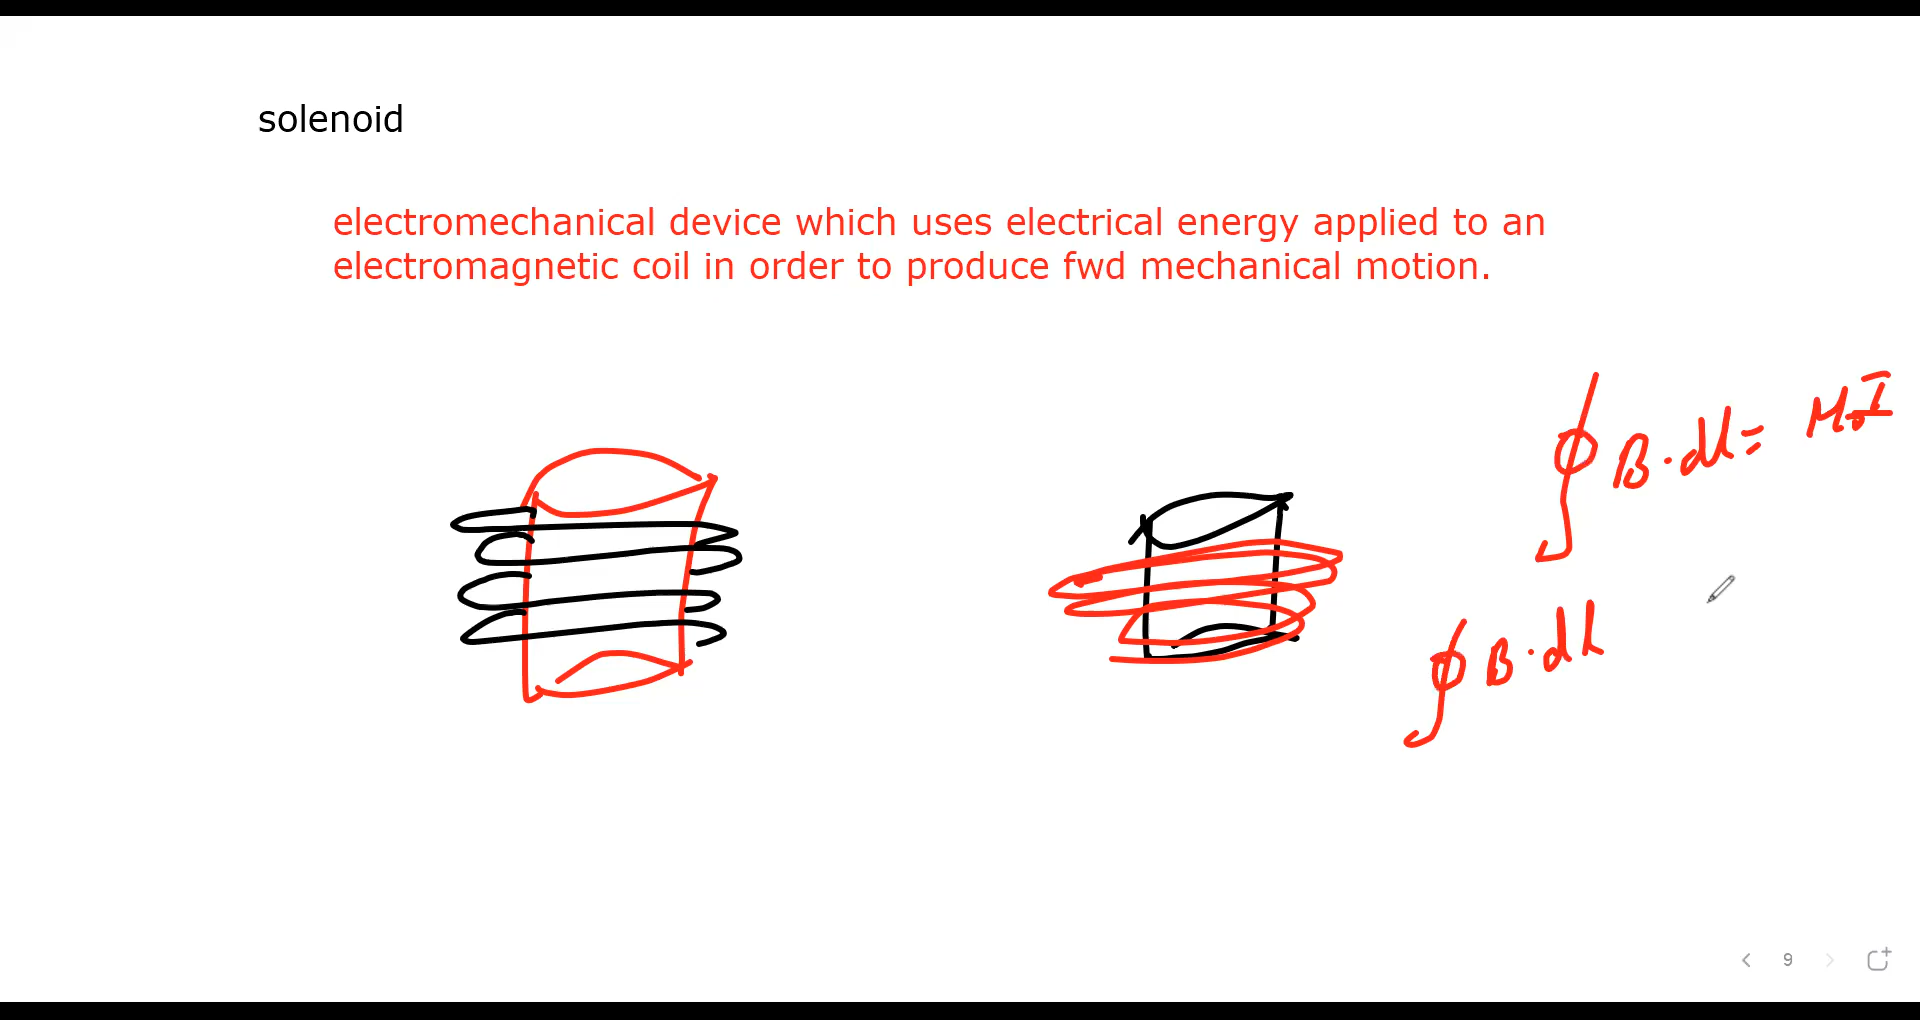 solenoid
electromechanical device which uses electrical energy applied to an
electromagnetic coil in order to produce fwd mechanical motion.
∮ B · dl = μ₀I
∮ B · dl
9